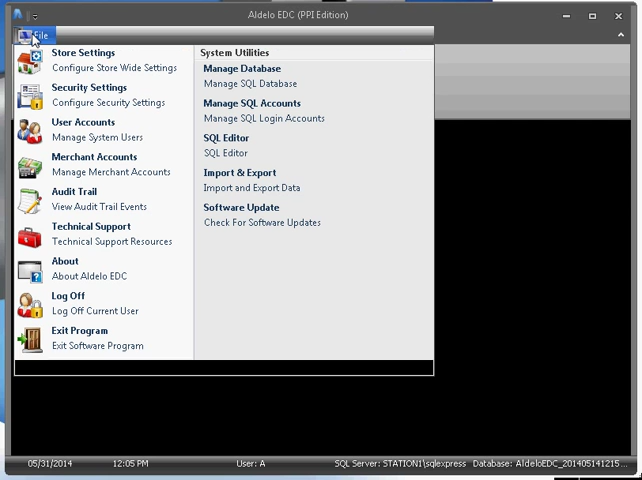 Aldelo EDC (PPI Edition)
File
Store Settings
Configure Store Wide Settings
Security Settings
Configure Security Settings
User Accounts
Manage System Users
Merchant Accounts
Manage Merchant Accounts
Audit Trail
View Audit Trail Events
Technical Support
Technical Support Resources
About
About Aldelo EDC
Log Off
Log Off Current User
Exit Program
Exit Software Program
System Utilities
Manage Database
Manage SQL Database
Manage SQL Accounts
Manage SQL Login Accounts
SQL Editor
SQL Editor
Import & Export
Import and Export Data
Software Update
Check For Software Updates
05/31/2014 12:05 PM User: A SQL Server: STATION1\sqlexpress Database: AldeloEDC_201405141215...